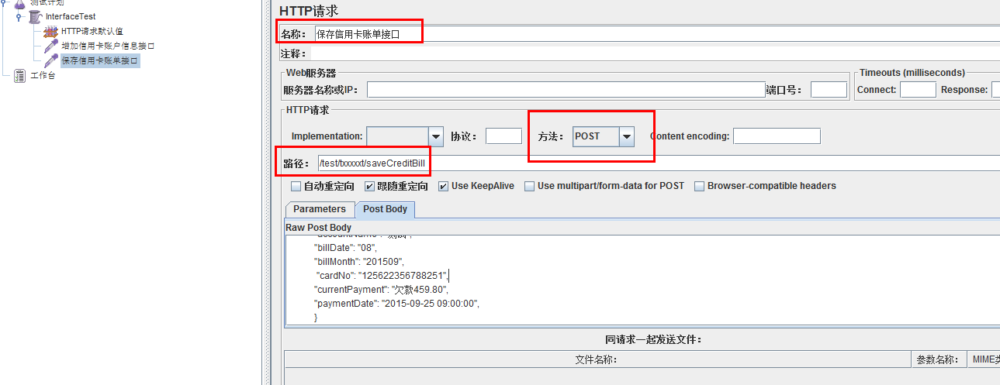 测试计划
InterfaceTest
HTTP请求默认值
增加信用卡账户信息接口
保存信用卡账单接口
工作台
HTTP请求
名称： 保存信用卡账单接口
注释：
Web服务器
Timeouts (milliseconds)
服务器名称或IP： 端口号： Connect: Response:
HTTP请求
Implementation: 协议： 方法： POST Content encoding:
路径： /test/txxxxxt/saveCreditBill
自动重定向 跟随重定向 Use KeepAlive Use multipart/form-data for POST Browser-compatible headers
Parameters Post Body
Raw Post Body
"accountName": "测试",
"billDate": "08",
"billMonth": "201509",
"cardNo": "125622356788251",
"currentPayment": "欠款459.80",
"paymentDate": "2015-09-25 09:00:00",
}
同请求一起发送文件：
文件名称： 参数名称： MIME类